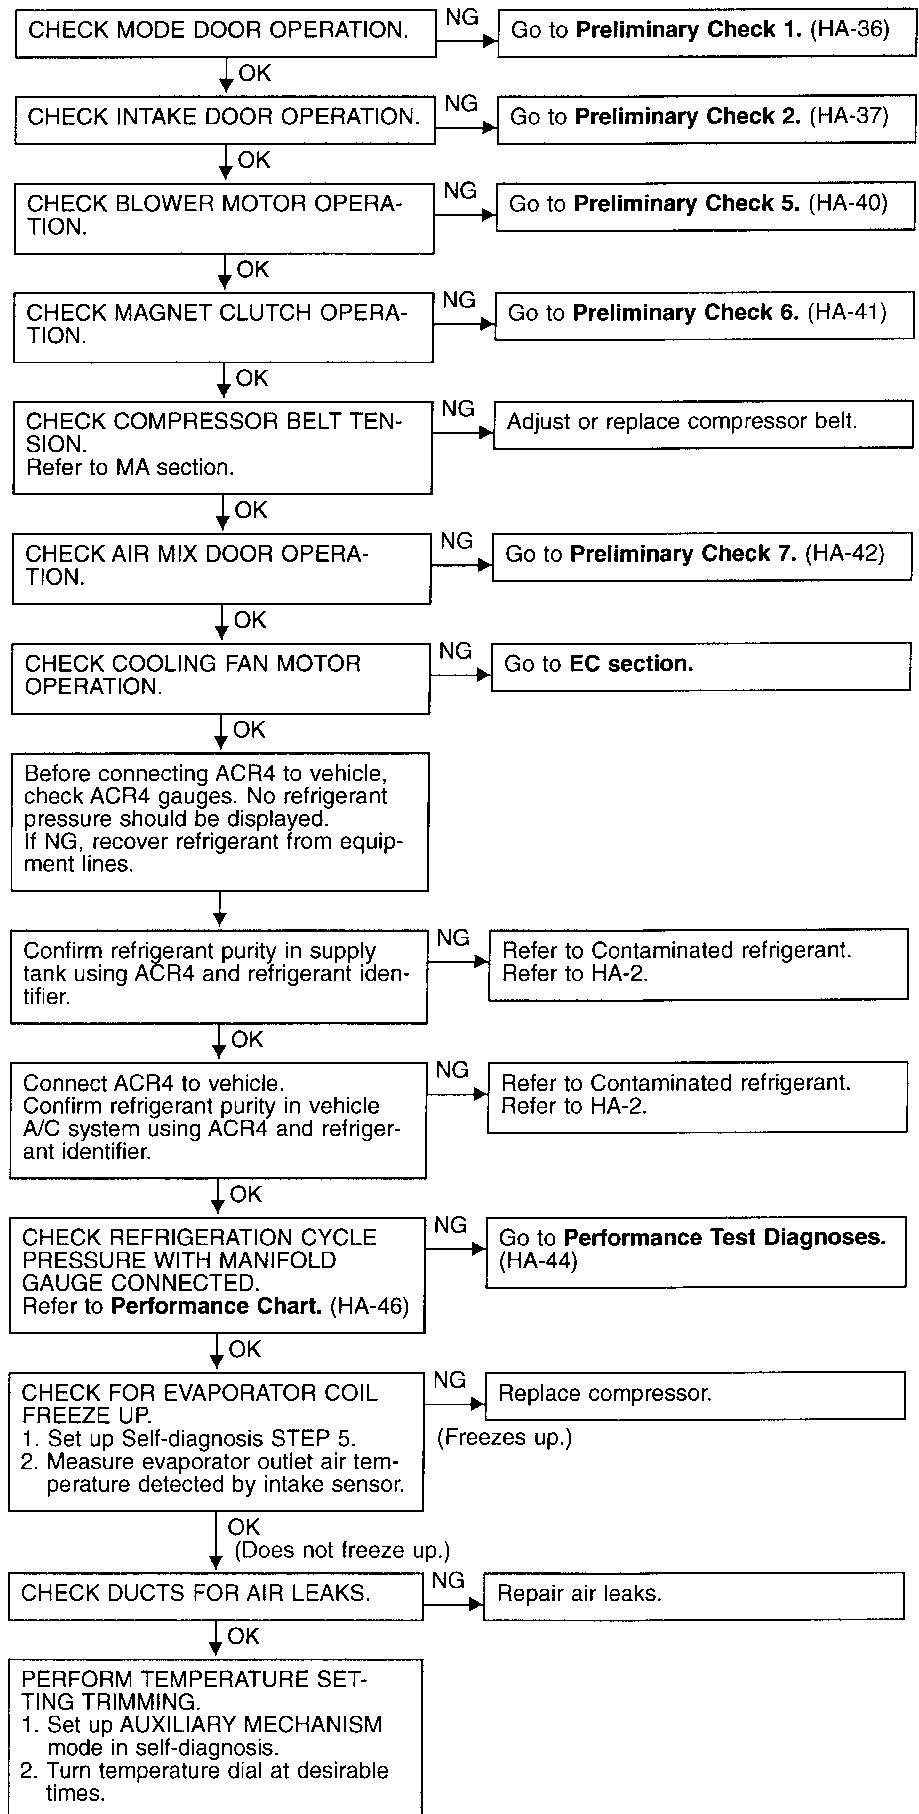 CHECK MODE DOOR OPERATION.
NG
Go to Preliminary Check 1. (HA-36)
OK
CHECK INTAKE DOOR OPERATION.
NG
Go to Preliminary Check 2. (HA-37)
OK
CHECK BLOWER MOTOR OPERA-
TION.
NG
Go to Preliminary Check 5. (HA-40)
OK
CHECK MAGNET CLUTCH OPERA-
TION.
NG
Go to Preliminary Check 6. (HA-41)
OK
CHECK COMPRESSOR BELT TEN-
SION.
Refer to MA section.
NG
Adjust or replace compressor belt.
OK
CHECK AIR MIX DOOR OPERA-
TION.
NG
Go to Preliminary Check 7. (HA-42)
OK
CHECK COOLING FAN MOTOR
OPERATION.
NG
Go to EC section.
OK
Before connecting ACR4 to vehicle,
check ACR4 gauges. No refrigerant
pressure should be displayed.
If NG, recover refrigerant from equip-
ment lines.
Confirm refrigerant purity in supply
tank using ACR4 and refrigerant iden-
tifier.
NG
Refer to Contaminated refrigerant.
Refer to HA-2.
OK
Connect ACR4 to vehicle.
Confirm refrigerant purity in vehicle
A/C system using ACR4 and refriger-
ant identifier.
NG
Refer to Contaminated refrigerant.
Refer to HA-2.
OK
CHECK REFRIGERATION CYCLE
PRESSURE WITH MANIFOLD
GAUGE CONNECTED.
Refer to Performance Chart. (HA-46)
NG
Go to Performance Test Diagnoses.
(HA-44)
OK
CHECK FOR EVAPORATOR COIL
FREEZE UP.
1. Set up Self-diagnosis STEP 5.
2. Measure evaporator outlet air tem-
perature detected by intake sensor.
NG
(Freezes up.)
Replace compressor.
OK
(Does not freeze up.)
CHECK DUCTS FOR AIR LEAKS.
NG
Repair air leaks.
OK
PERFORM TEMPERATURE SET-
TING TRIMMING.
1. Set up AUXILIARY MECHANISM
mode in self-diagnosis.
2. Turn temperature dial at desirable
times.